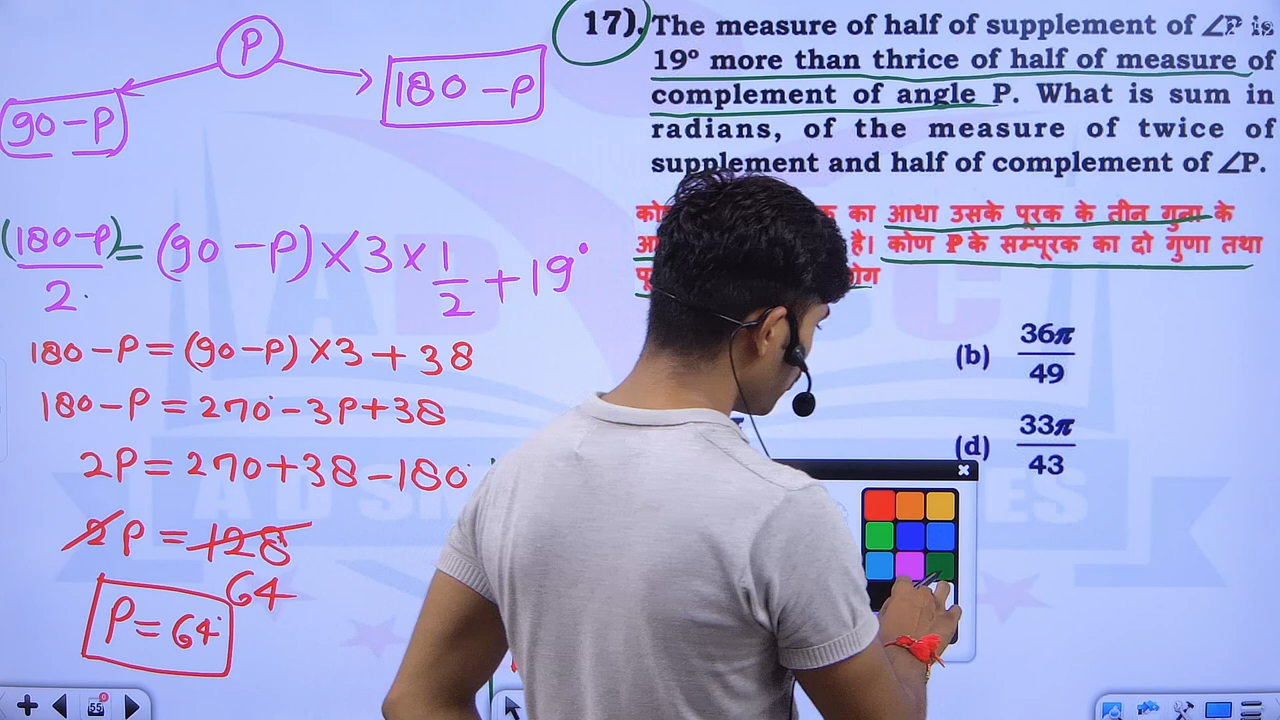 P
90-P
180-P
(180-P)/2 = (90-P)×3×1/2+19°
180-P=(90-P)×3+38
180-P=270-3P+38
2P=270+38-180
2P=128
64
P=64
17). The measure of half of supplement of ∠P is
19° more than thrice of half of measure of
complement of angle P. What is sum in
radians, of the measure of twice of
supplement and half of complement of ∠P.
का आधा उसके पूरक के तीन गुना के
है। कोण P के सम्पूरक का दो गुणा तथा
(b) 36π/49
(d) 33π/43
55